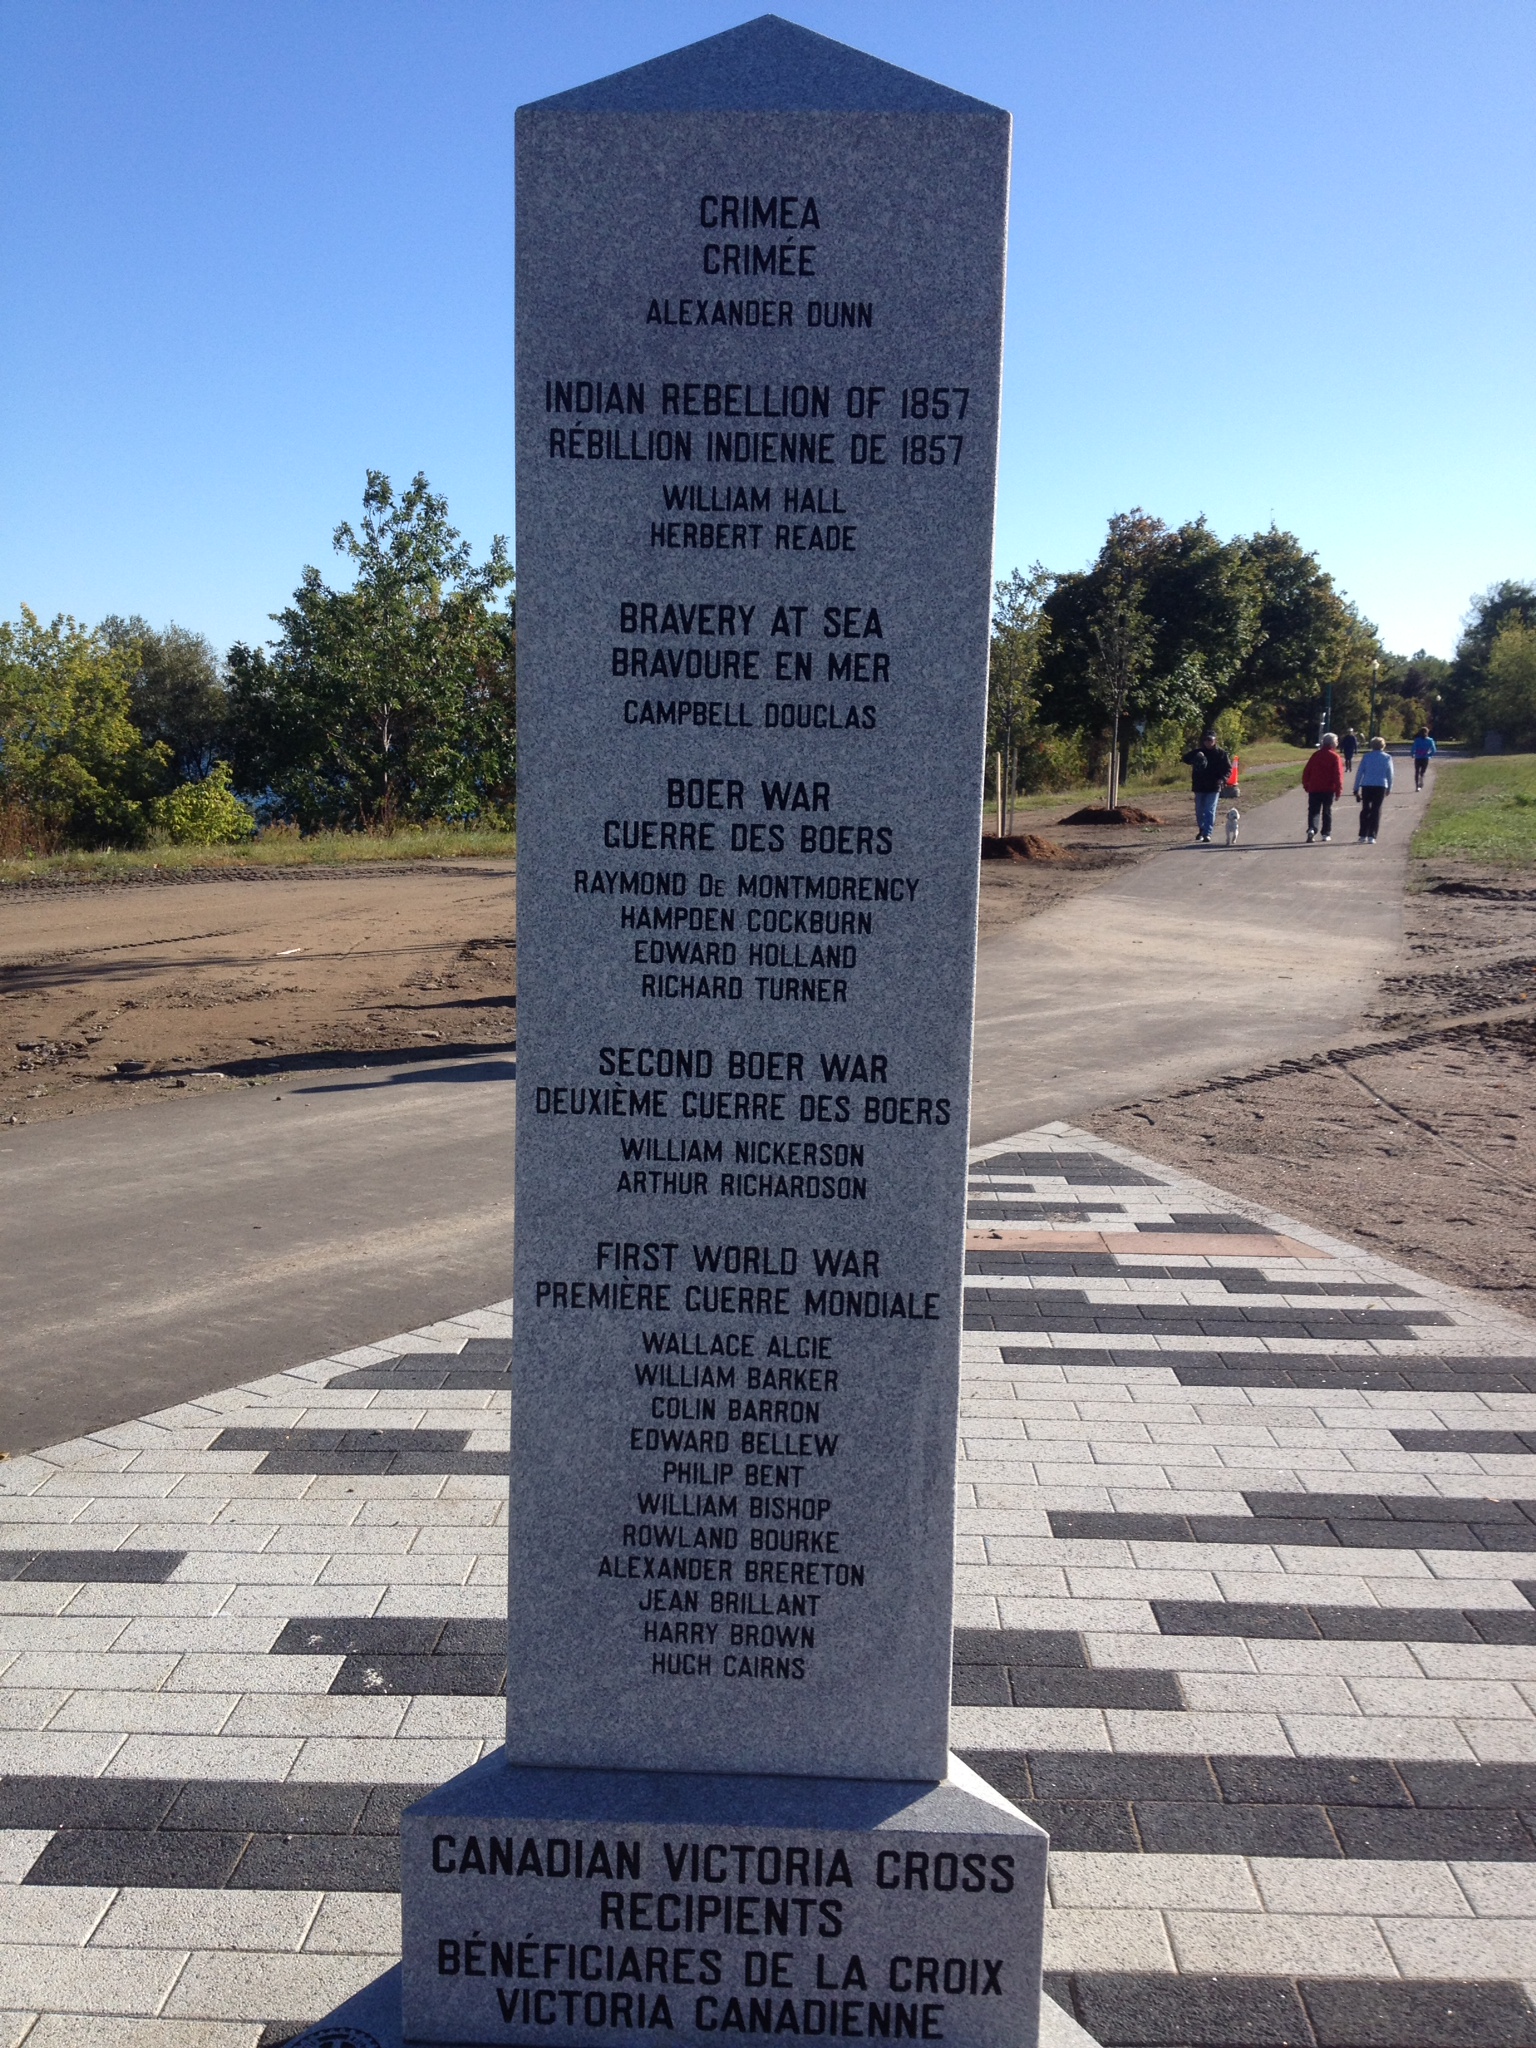 CRIMEA
CRIMÉE
ALEXANDER DUNN
INDIAN REBELLION OF 1857
RÉBILLION INDIENNE DE 1857
WILLIAM HALL
HERBERT READE
BRAVERY AT SEA
BRAVOURE EN MER
CAMPBELL DOUGLAS
BOER WAR
GUERRE DES BOERS
RAYMOND DE MONTMORENCY
HAMPDEN COCKBURN
EDWARD HOLLAND
RICHARD TURNER
SECOND BOER WAR
DEUXIÈME GUERRE DES BOERS
WILLIAM NICKERSON
ARTHUR RICHARDSON
FIRST WORLD WAR
PREMIÈRE GUERRE MONDIALE
WALLACE ALGIE
WILLIAM BARKER
COLIN BARRON
EDWARD BELLEW
PHILIP BENT
WILLIAM BISHOP
ROWLAND BOURKE
ALEXANDER BRERETON
JEAN BRILLANT
HARRY BROWN
HUGH CAIRNS
CANADIAN VICTORIA CROSS
RECIPIENTS
BÉNÉFICIARES DE LA CROIX
VICTORIA CANADIENNE